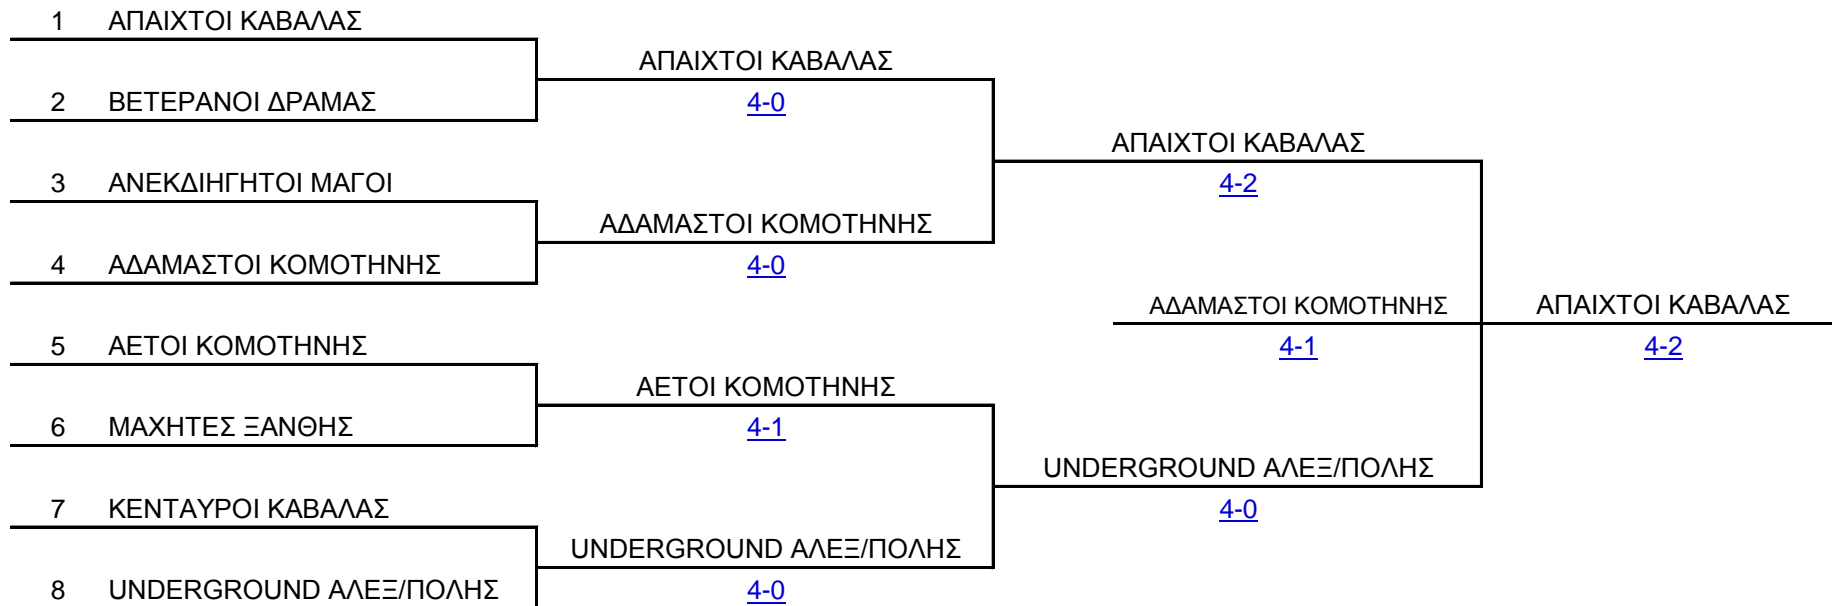 1 ΑΠΑΙΧΤΟΙ ΚΑΒΑΛΑΣ
ΑΠΑΙΧΤΟΙ ΚΑΒΑΛΑΣ
2 ΒΕΤΕΡΑΝΟΙ ΔΡΑΜΑΣ
4-0
ΑΠΑΙΧΤΟΙ ΚΑΒΑΛΑΣ
3 ΑΝΕΚΔΙΗΓΗΤΟΙ ΜΑΓΟΙ
4-2
ΑΔΑΜΑΣΤΟΙ ΚΟΜΟΤΗΝΗΣ
4 ΑΔΑΜΑΣΤΟΙ ΚΟΜΟΤΗΝΗΣ
4-0
ΑΔΑΜΑΣΤΟΙ ΚΟΜΟΤΗΝΗΣ
ΑΠΑΙΧΤΟΙ ΚΑΒΑΛΑΣ
5 ΑΕΤΟΙ ΚΟΜΟΤΗΝΗΣ
4-1
4-2
ΑΕΤΟΙ ΚΟΜΟΤΗΝΗΣ
6 ΜΑΧΗΤΕΣ ΞΑΝΘΗΣ
4-1
UNDERGROUND ΑΛΕΞ/ΠΟΛΗΣ
7 ΚΕΝΤΑΥΡΟΙ ΚΑΒΑΛΑΣ
4-0
UNDERGROUND ΑΛΕΞ/ΠΟΛΗΣ
8 UNDERGROUND ΑΛΕΞ/ΠΟΛΗΣ
4-0